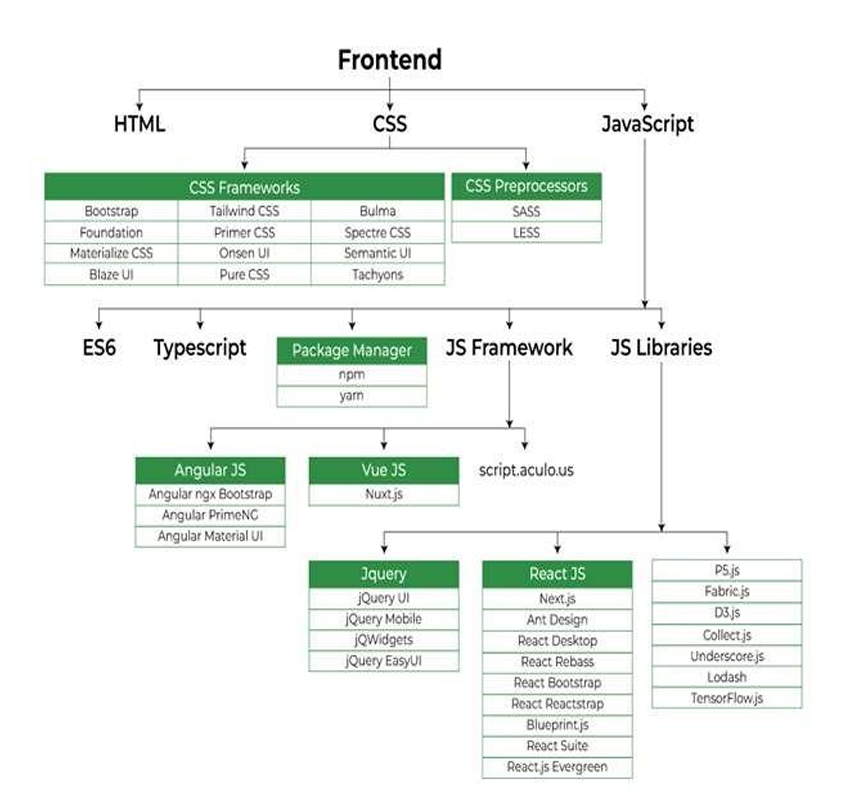 Frontend
HTML CSS JavaScript
CSS Frameworks
Bootstrap Tailwind CSS Bulma
Foundation Primer CSS Spectre CSS
Materialize CSS Onsen UI Semantic UI
Blaze UI Pure CSS Tachyons
CSS Preprocessors
SASS
LESS
ES6 Typescript
Package Manager
npm
yarn
JS Framework JS Libraries
Angular JS
Angular ngx Bootstrap
Angular PrimeNG
Angular Material UI
Vue JS
Nuxt.js
script.aculo.us
Jquery
jQuery UI
jQuery Mobile
jQWidgets
jQuery EasyUI
React JS
Next.js
Ant Design
React Desktop
React Rebass
React Bootstrap
React Reactstrap
Blueprint.js
React Suite
React.js Evergreen
P5.js
Fabric.js
D3.js
Collect.js
Underscore.js
Lodash
TensorFlow.js